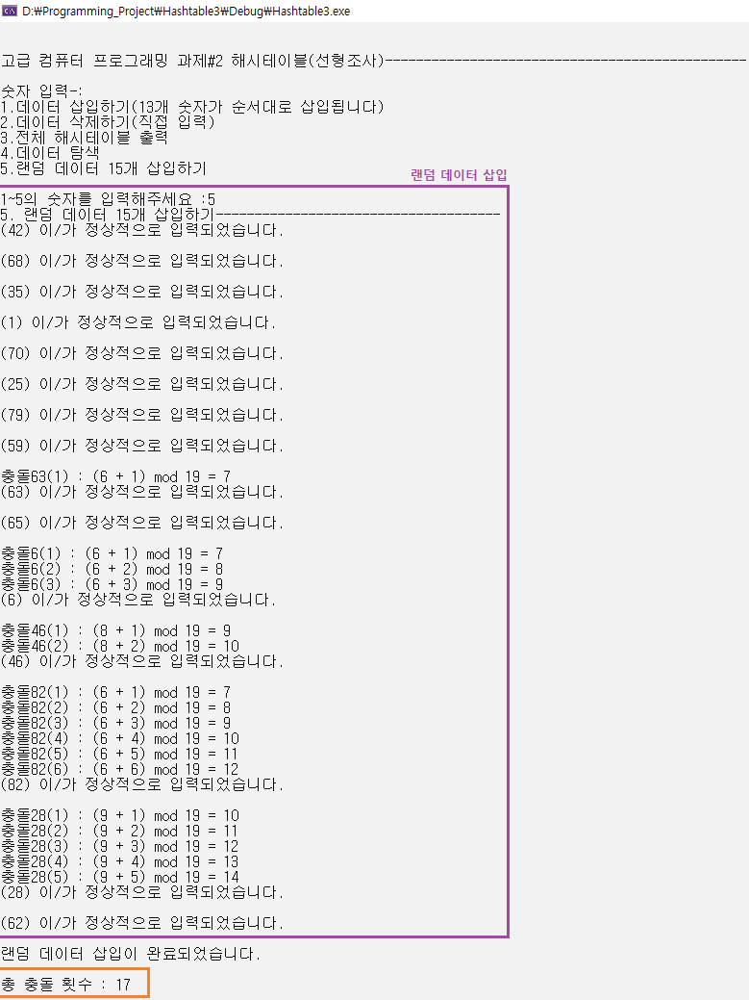 D:₩Programming_Project₩Hashtable3₩Debug₩Hashtable3.exe
고급 컴퓨터 프로그래밍 과제#2 해시테이블(선형조사)-----------------------------------------------
숫자 입력-:
1.데이터 삽입하기(13개 숫자가 순서대로 삽입됩니다)
2.데이터 삭제하기(직접 입력)
3.전체 해시테이블 출력
4.데이터 탐색
5.랜덤 데이터 15개 삽입하기
랜덤 데이터 삽입
1~5의 숫자를 입력해주세요 :5
5. 랜덤 데이터 15개 삽입하기-------------------------------------
(42) 이/가 정상적으로 입력되었습니다.
(68) 이/가 정상적으로 입력되었습니다.
(35) 이/가 정상적으로 입력되었습니다.
(1) 이/가 정상적으로 입력되었습니다.
(70) 이/가 정상적으로 입력되었습니다.
(25) 이/가 정상적으로 입력되었습니다.
(79) 이/가 정상적으로 입력되었습니다.
(59) 이/가 정상적으로 입력되었습니다.
충돌63(1) : (6 + 1) mod 19 = 7
(63) 이/가 정상적으로 입력되었습니다.
(65) 이/가 정상적으로 입력되었습니다.
충돌6(1) : (6 + 1) mod 19 = 7
충돌6(2) : (6 + 2) mod 19 = 8
충돌6(3) : (6 + 3) mod 19 = 9
(6) 이/가 정상적으로 입력되었습니다.
충돌46(1) : (8 + 1) mod 19 = 9
충돌46(2) : (8 + 2) mod 19 = 10
(46) 이/가 정상적으로 입력되었습니다.
충돌82(1) : (6 + 1) mod 19 = 7
충돌82(2) : (6 + 2) mod 19 = 8
충돌82(3) : (6 + 3) mod 19 = 9
충돌82(4) : (6 + 4) mod 19 = 10
충돌82(5) : (6 + 5) mod 19 = 11
충돌82(6) : (6 + 6) mod 19 = 12
(82) 이/가 정상적으로 입력되었습니다.
충돌28(1) : (9 + 1) mod 19 = 10
충돌28(2) : (9 + 2) mod 19 = 11
충돌28(3) : (9 + 3) mod 19 = 12
충돌28(4) : (9 + 4) mod 19 = 13
충돌28(5) : (9 + 5) mod 19 = 14
(28) 이/가 정상적으로 입력되었습니다.
(62) 이/가 정상적으로 입력되었습니다.
랜덤 데이터 삽입이 완료되었습니다.
총 충돌 횟수 : 17